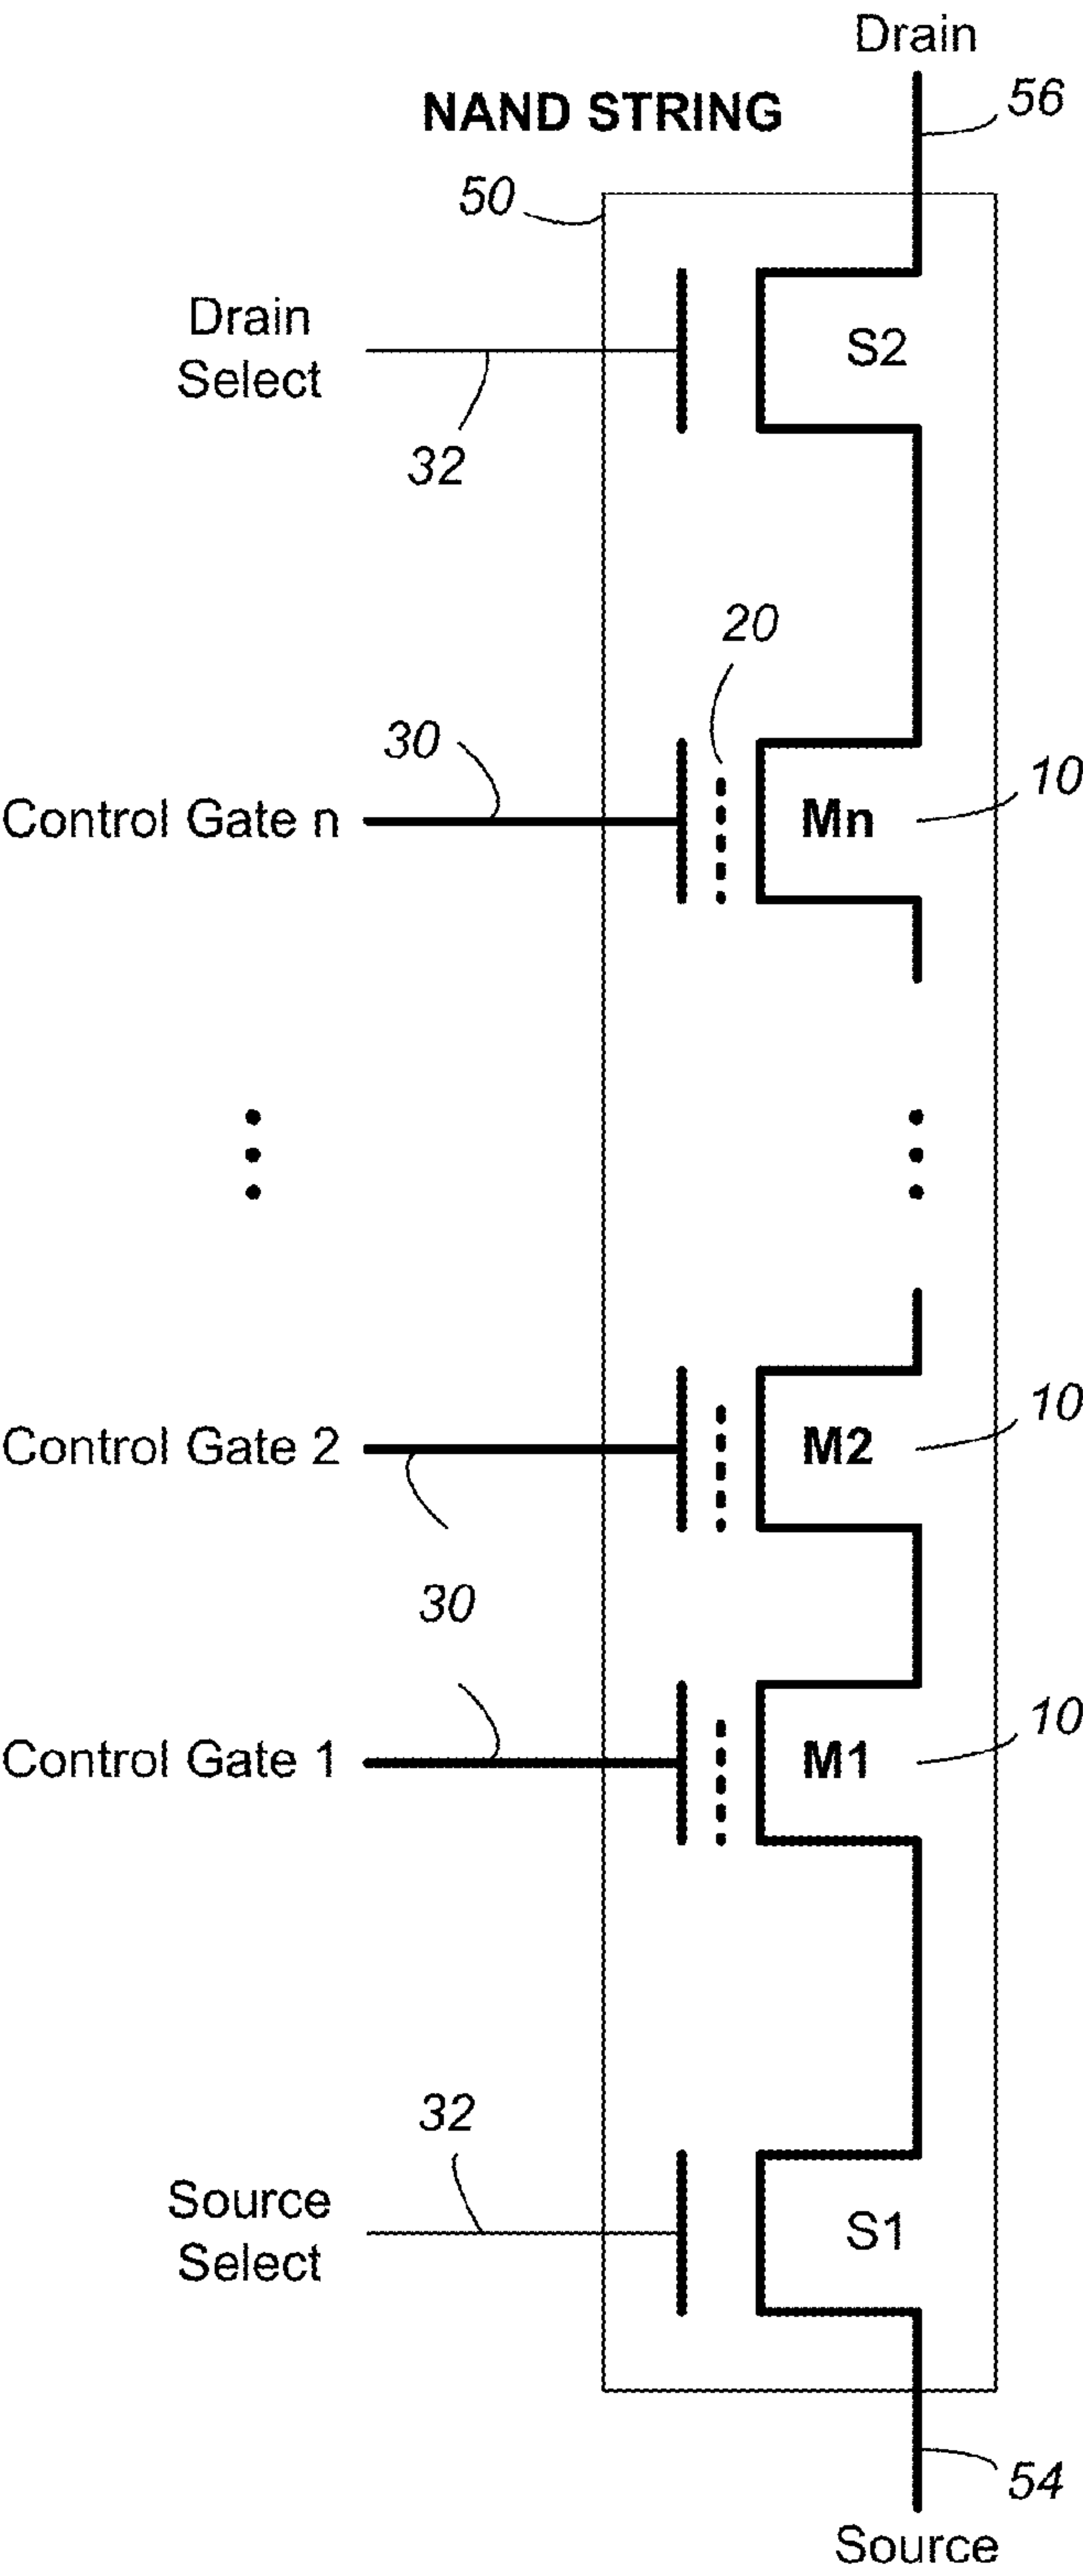 Drain
56
NAND STRING
50
Drain
Select
S2
32
20
30
10
Control Gate n
Mn
10
Control Gate 2
M2
30
10
Control Gate 1
M1
32
Source
Select
S1
54
Source